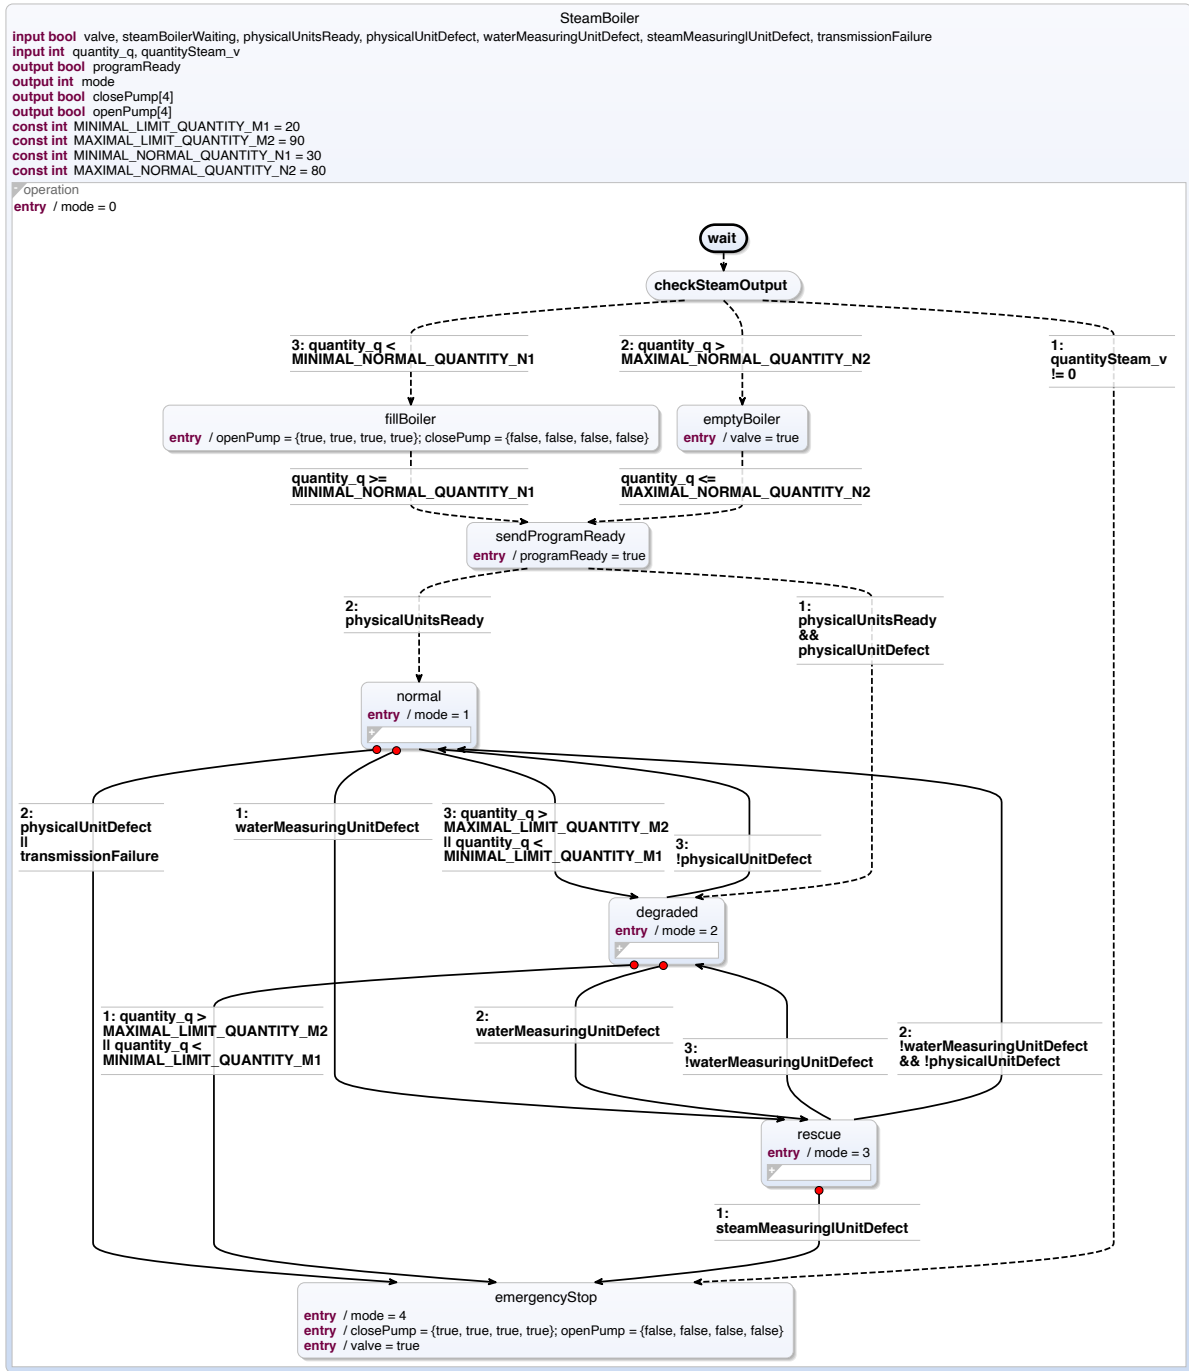 SteamBoiler
input bool valve, steamBoilerWaiting, physicalUnitsReady, physicalUnitDefect, waterMeasuringUnitDefect, steamMeasuringlUnitDefect, transmissionFailure
input int quantity_q, quantitySteam_v
output bool programReady
output int mode
output bool closePump[4]
output bool openPump[4]
const int MINIMAL_LIMIT_QUANTITY_M1 = 20
const int MAXIMAL_LIMIT_QUANTITY_M2 = 90
const int MINIMAL_NORMAL_QUANTITY_N1 = 30
const int MAXIMAL_NORMAL_QUANTITY_N2 = 80
- operation
entry / mode = 0
wait
checkSteamOutput
3: quantity_q <
MINIMAL_NORMAL_QUANTITY_N1
2: quantity_q >
MAXIMAL_NORMAL_QUANTITY_N2
1:
quantitySteam_v
!= 0
fillBoiler
entry / openPump = {true, true, true, true}; closePump = {false, false, false, false}
emptyBoiler
entry / valve = true
quantity_q >=
MINIMAL_NORMAL_QUANTITY_N1
quantity_q <=
MAXIMAL_NORMAL_QUANTITY_N2
sendProgramReady
entry / programReady = true
2:
physicalUnitsReady
1:
physicalUnitsReady
&&
physicalUnitDefect
normal
entry / mode = 1
+
2:
physicalUnitDefect
||
transmissionFailure
1:
waterMeasuringUnitDefect
3: quantity_q >
MAXIMAL_LIMIT_QUANTITY_M2
|| quantity_q <
MINIMAL_LIMIT_QUANTITY_M1
3:
!physicalUnitDefect
degraded
entry / mode = 2
+
1: quantity_q >
MAXIMAL_LIMIT_QUANTITY_M2
|| quantity_q <
MINIMAL_LIMIT_QUANTITY_M1
2:
waterMeasuringUnitDefect
3:
!waterMeasuringUnitDefect
2:
!waterMeasuringUnitDefect
&& !physicalUnitDefect
rescue
entry / mode = 3
+
1:
steamMeasuringlUnitDefect
emergencyStop
entry / mode = 4
entry / closePump = {true, true, true, true}; openPump = {false, false, false, false}
entry / valve = true